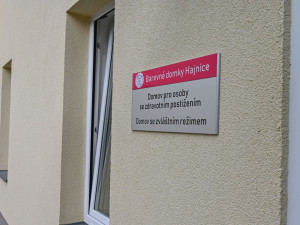 Barevné domky Hajnice
Domov pro osoby
se zdravotním postižením
Domov se zvláštním režimem